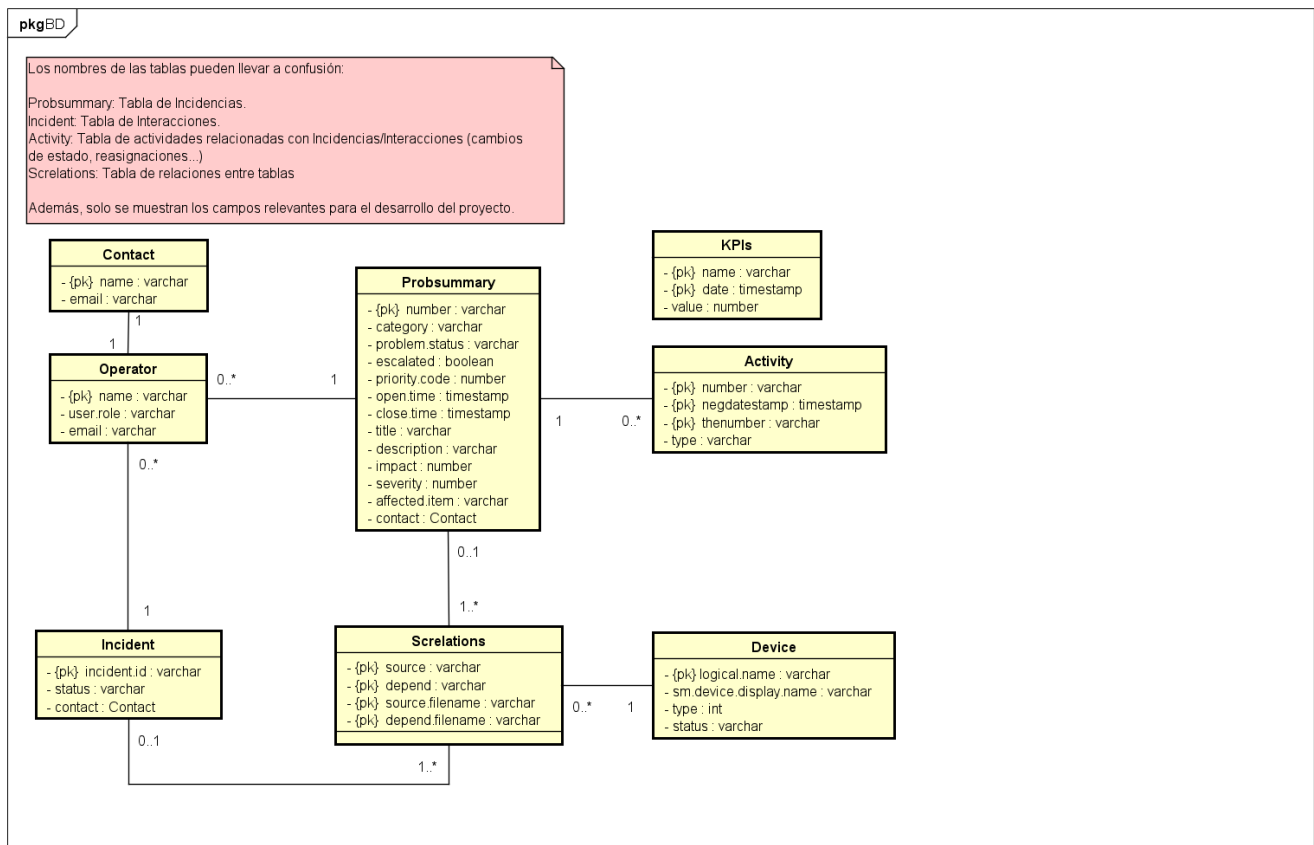 pkgBD
Los nombres de las tablas pueden llevar a confusión:
Probsummary: Tabla de Incidencias.
Incident: Tabla de Interacciones.
Activity: Tabla de actividades relacionadas con Incidencias/Interacciones (cambios
de estado, reasignaciones...)
Screlations: Tabla de relaciones entre tablas
Además, solo se muestran los campos relevantes para el desarrollo del proyecto.
Contact
- {pk} name : varchar
- email : varchar
1
1
Operator
- {pk} name : varchar
- user.role : varchar
- email : varchar
0..*
1
0..*
1
Probsummary
- {pk} number : varchar
- category : varchar
- problem.status : varchar
- escalated : boolean
- priority.code : number
- open.time : timestamp
- close.time : timestamp
- title : varchar
- description : varchar
- impact : number
- severity : number
- affected.item : varchar
- contact : Contact
KPIs
- {pk} name : varchar
- {pk} date : timestamp
- value : number
Activity
- {pk} number : varchar
- {pk} negdatestamp : timestamp
- {pk} thenumber : varchar
- type : varchar
1
0..*
0..1
1..*
Incident
- {pk} incident.id : varchar
- status : varchar
- contact : Contact
0..1
1..*
Screlations
- {pk} source : varchar
- {pk} depend : varchar
- {pk} source.filename : varchar
- {pk} depend.filename : varchar
0..*
1
Device
- {pk} logical.name : varchar
- sm.device.display.name : varchar
- type : int
- status : varchar